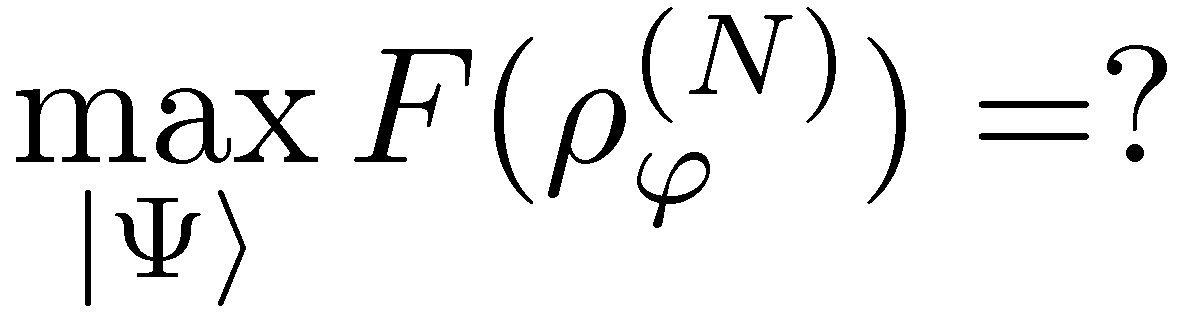 max F(ρ_φ^(N)) = ?
|Ψ⟩